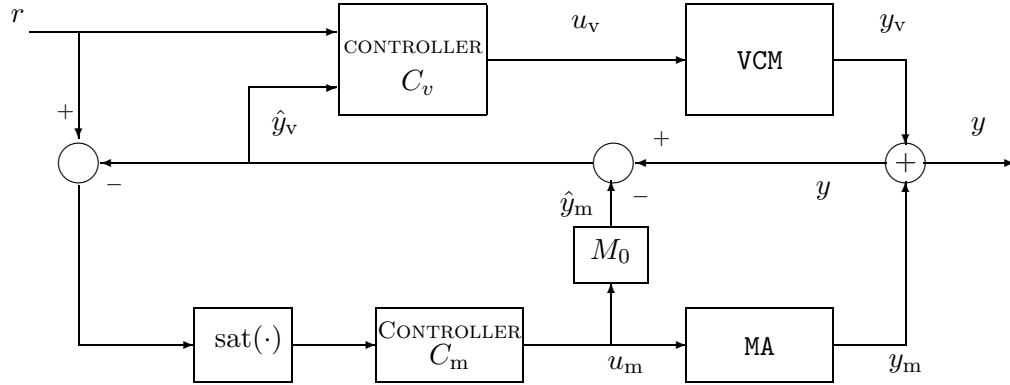 r
CONTROLLER
C_v
u_v
VCM
y_v
+
ŷ_v
+
y
−
−
+
y
ŷ_m
M_0
sat(·)
CONTROLLER
C_m
u_m
MA
y_m